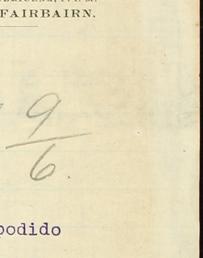 FAIRBAIRN.
9
6.
podido